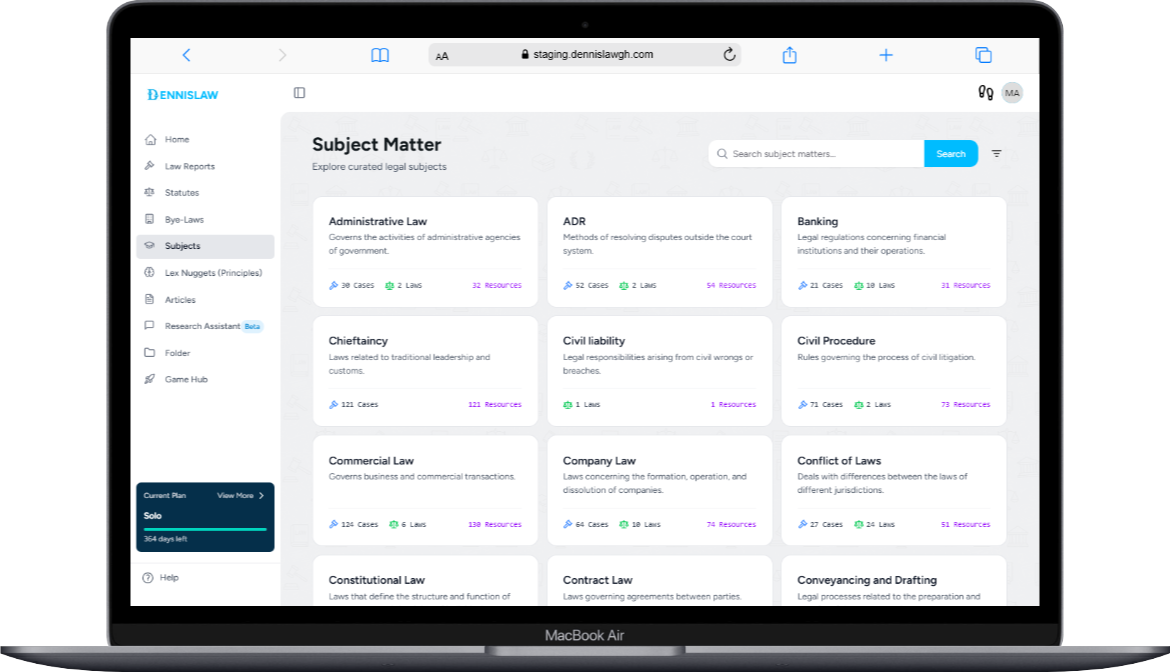 AA staging.dennislawgh.com
DENNISLAW
MA
Home
Law Reports
Statutes
Bye-Laws
Subjects
Lex Nuggets (Principles)
Articles
Research Assistant Beta
Folder
Game Hub
Current Plan View More
Solo
364 days left
Help
Subject Matter
Explore curated legal subjects
Search subject matters...
Search
Administrative Law
Governs the activities of administrative agencies
of government.
30 Cases 2 Laws 32 Resources
ADR
Methods of resolving disputes outside the court
system.
52 Cases 2 Laws 54 Resources
Banking
Legal regulations concerning financial
institutions and their operations.
21 Cases 10 Laws 31 Resources
Chieftaincy
Laws related to traditional leadership and
customs.
121 Cases 121 Resources
Civil liability
Legal responsibilities arising from civil wrongs or
breaches.
1 Laws 1 Resources
Civil Procedure
Rules governing the process of civil litigation.
71 Cases 2 Laws 73 Resources
Commercial Law
Governs business and commercial transactions.
124 Cases 6 Laws 130 Resources
Company Law
Laws concerning the formation, operation, and
dissolution of companies.
64 Cases 10 Laws 74 Resources
Conflict of Laws
Deals with differences between the laws of
different jurisdictions.
27 Cases 24 Laws 51 Resources
Constitutional Law
Laws that define the structure and function of
Contract Law
Laws governing agreements between parties.
Conveyancing and Drafting
Legal processes related to the preparation and
MacBook Air